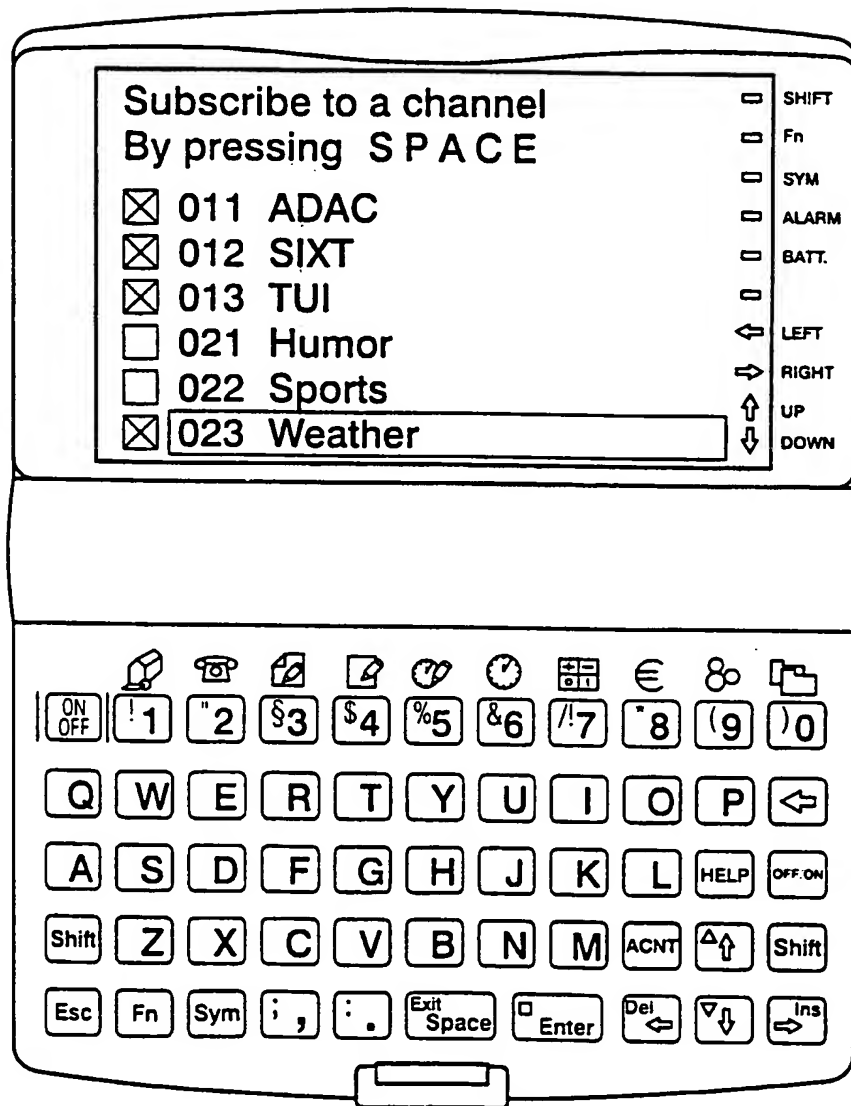 Subscribe to a channel
By pressing S P A C E
011 ADAC
012 SIXT
013 TUI
021 Humor
022 Sports
023 Weather
SHIFT
Fn
SYM
ALARM
BATT.
LEFT
RIGHT
UP
DOWN
ON OFF ! 1 " 2 § 3 $ 4 % 5 & 6 /! 7 * 8 ( 9 ) 0
Q W E R T Y U I O P
A S D F G H J K L HELP OFF.ON
Shift Z X C V B N M ACNT Shift
Esc Fn Sym ; , : . Exit Space Enter Del Ins